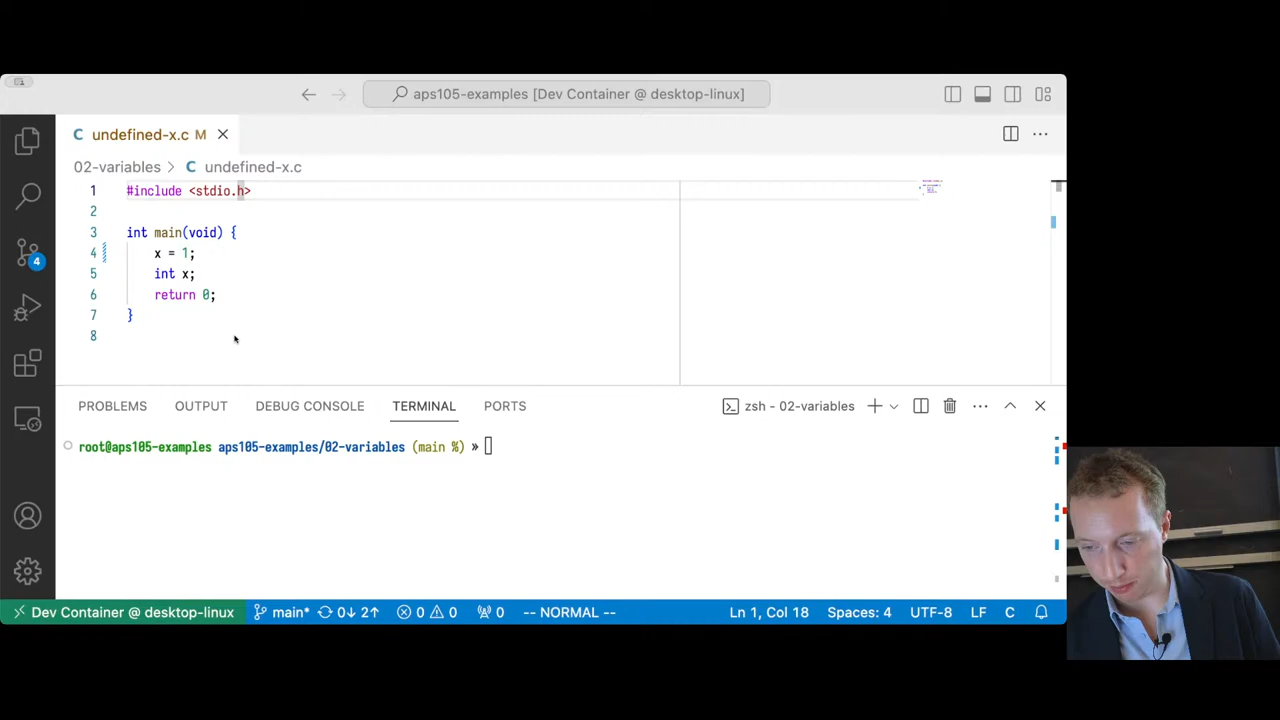 aps105-examples [Dev Container @ desktop-linux]
C undefined-x.c M
02-variables > C undefined-x.c
1 #include <stdio.h>
2
3 int main(void) {
4 x = 1;
5 int x;
6 return 0;
7 }
8
4
PROBLEMS OUTPUT DEBUG CONSOLE TERMINAL PORTS zsh - 02-variables
root@aps105-examples aps105-examples/02-variables (main %) »
Dev Container @ desktop-linux main* 0↓ 2↑ 0 0 0 -- NORMAL -- Ln 1, Col 18 Spaces: 4 UTF-8 LF C